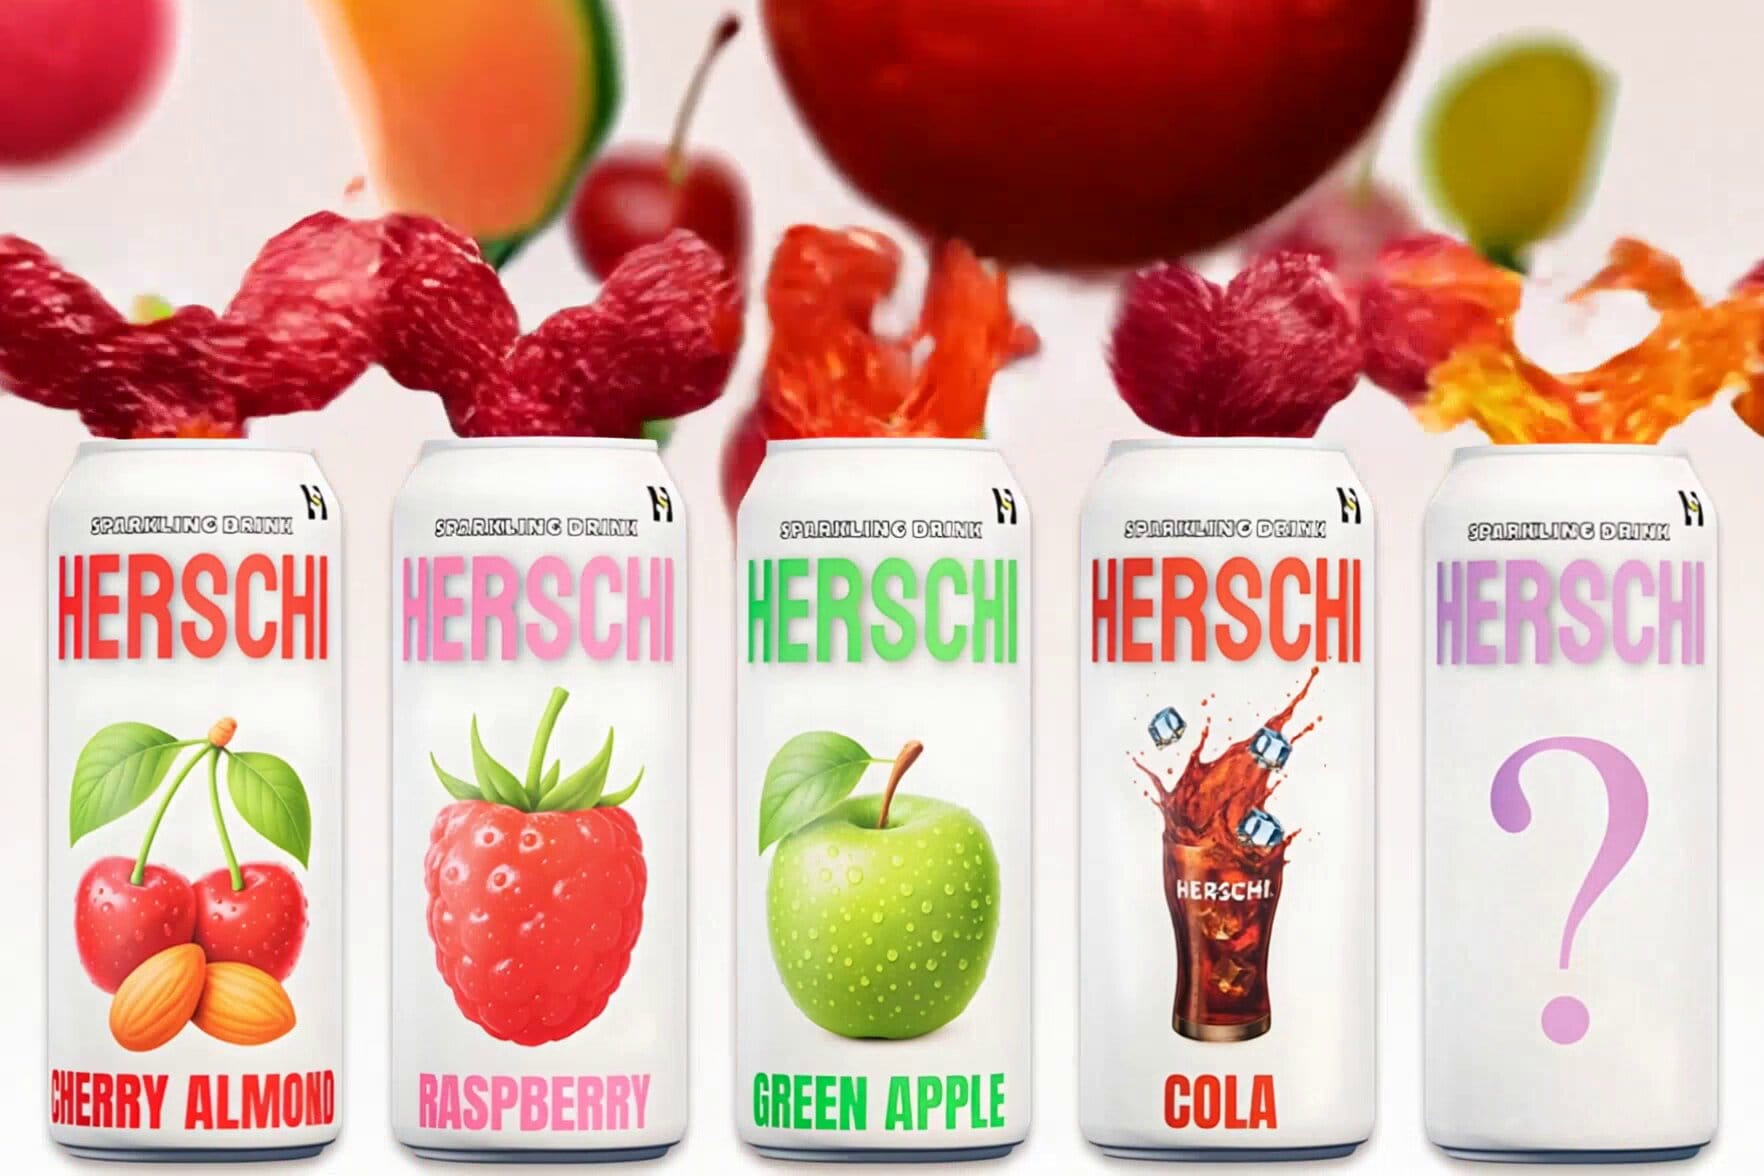 SPARKLING DRINK
HERSCHI
CHERRY ALMOND
SPARKLING DRINK
HERSCHI
RASPBERRY
SPARKLING DRINK
HERSCHI
GREEN APPLE
SPARKLING DRINK
HERSCHI
HERSCHI
COLA
SPARKLING DRINK
HERSCHI
?